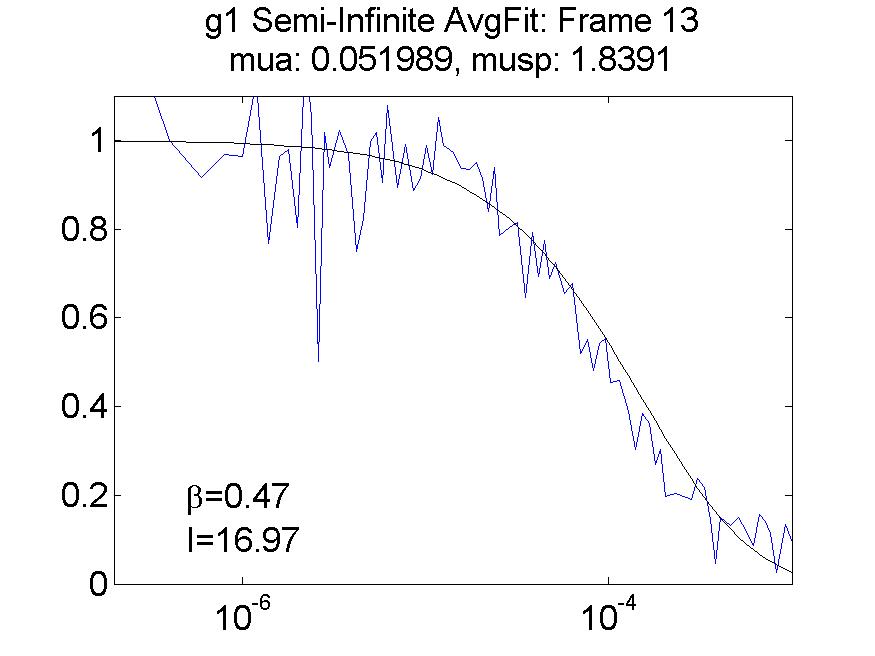 g1 Semi-Infinite AvgFit: Frame 13
mua: 0.051989, musp: 1.8391
1
0.8
0.6
0.4
0.2
0
β=0.47
I=16.97
10^-6
10^-4